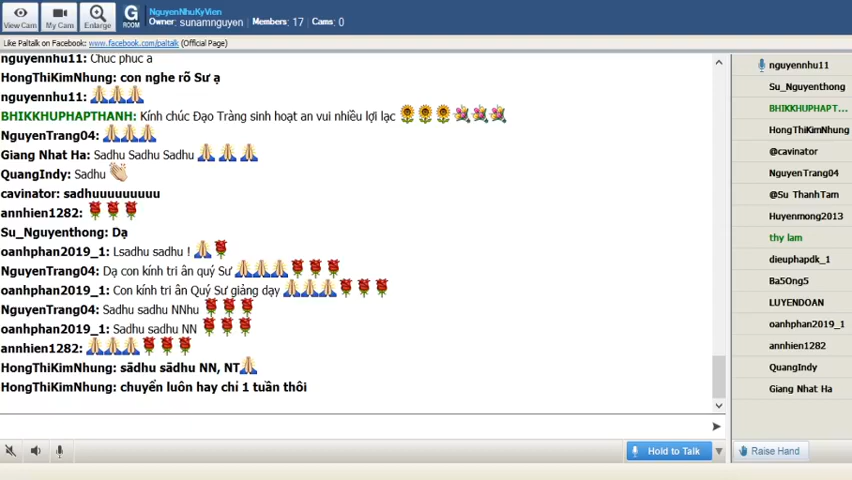 View Cam
My Cam
Enlarge
G
ROOM
NguyenNhuKyVien
Owner: sunamnguyen Members: 17 Cams: 0
Like Paltalk on Facebook: www.facebook.com/paltalk (Official Page)
nguyennhu11: Chúc phúc ạ
HongThiKimNhung: con nghe rõ Sư ạ
nguyennhu11:
BHIKKHUPHAPTHANH: Kính chúc Đạo Tràng sinh hoạt an vui nhiều lợi lạc
NguyenTrang04:
Giang Nhat Ha: Sadhu Sadhu Sadhu
QuangIndy: Sadhu
cavinator: sadhuuuuuuuuu
annhien1282:
Su_Nguyenthong: Dạ
oanhphan2019_1: Lsadhu sadhu !
NguyenTrang04: Dạ con kính tri ân quý Sư
oanhphan2019_1: Con kính tri ân Quý Sư giảng dạy
NguyenTrang04: Sadhu sadhu NNhu
oanhphan2019_1: Sadhu sadhu NN
annhien1282:
HongThiKimNhung: sādhu sādhu NN, NT
HongThiKimNhung: chuyển luôn hay chỉ 1 tuần thôi
Hold to Talk
nguyennhu11
Su_Nguyenthong
BHIKKHUPHAPT...
HongThiKimNhung
@cavinator
NguyenTrang04
@Su ThanhTam
Huyenmong2013
thy lam
dieuphapdk_1
Ba5Ong5
LUYENDOAN
oanhphan2019_1
annhien1282
QuangIndy
Giang Nhat Ha
Raise Hand